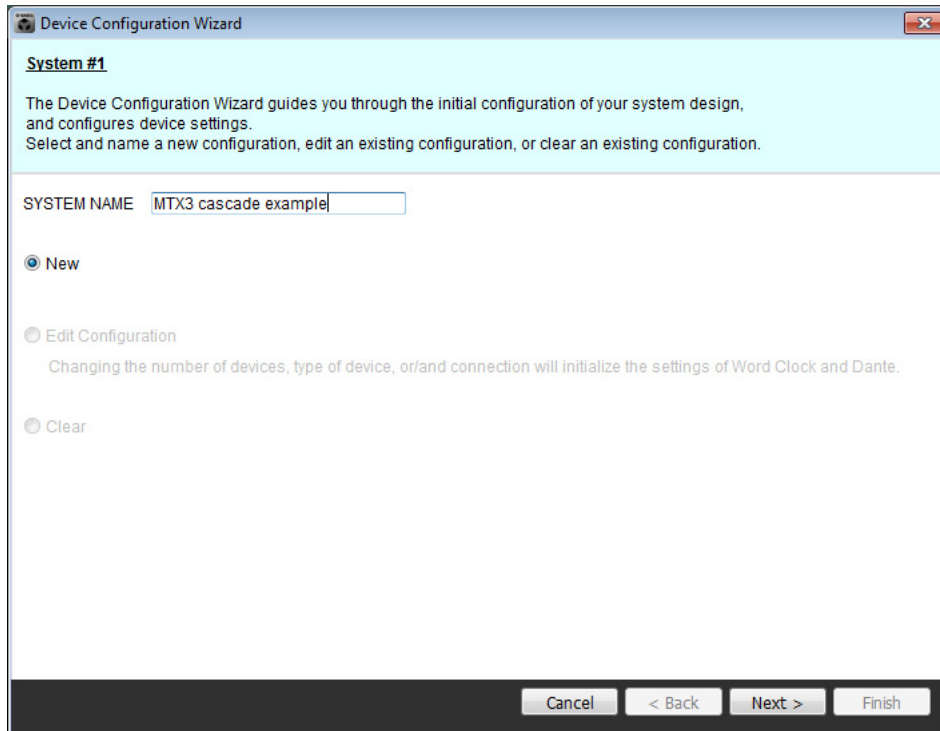 Device Configuration Wizard
System #1
The Device Configuration Wizard guides you through the initial configuration of your system design,
and configures device settings.
Select and name a new configuration, edit an existing configuration, or clear an existing configuration.
SYSTEM NAME MTX3 cascade example
New
Edit Configuration
Changing the number of devices, type of device, or/and connection will initialize the settings of Word Clock and Dante.
Clear
Cancel < Back Next > Finish